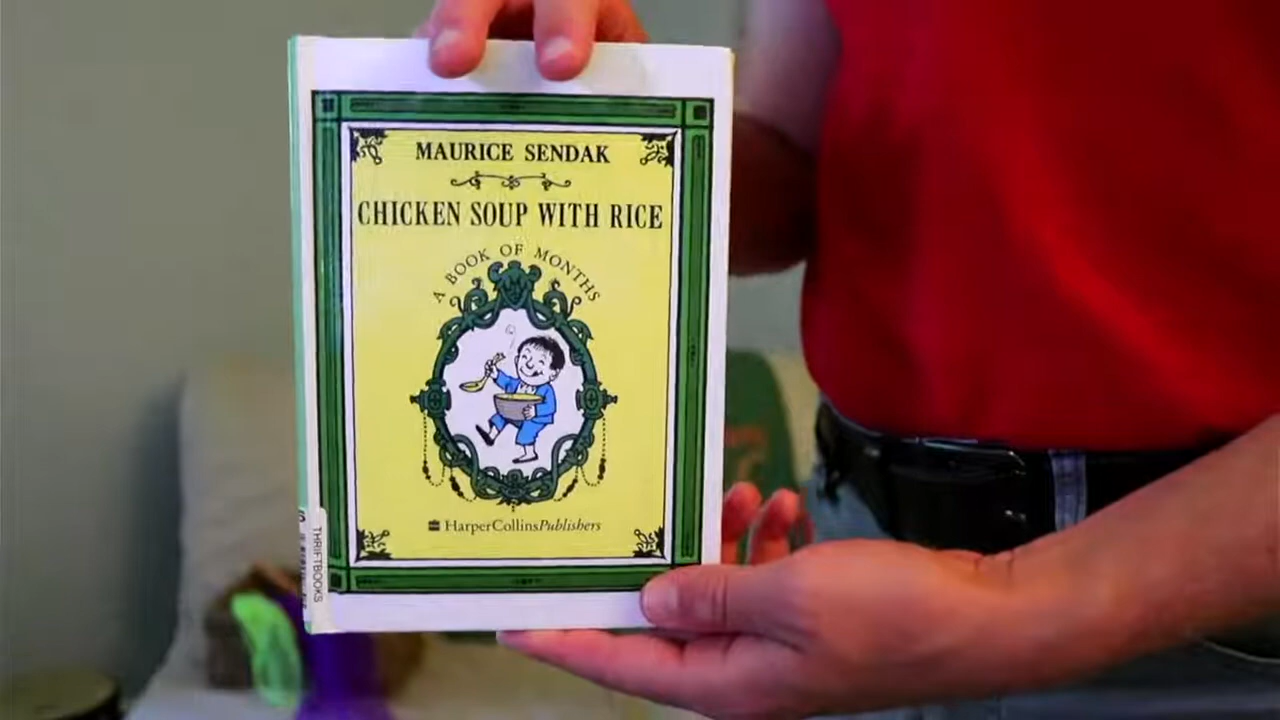 MAURICE SENDAK
CHICKEN SOUP WITH RICE
A BOOK OF MONTHS
HarperCollinsPublishers
THRIFTBOOKS